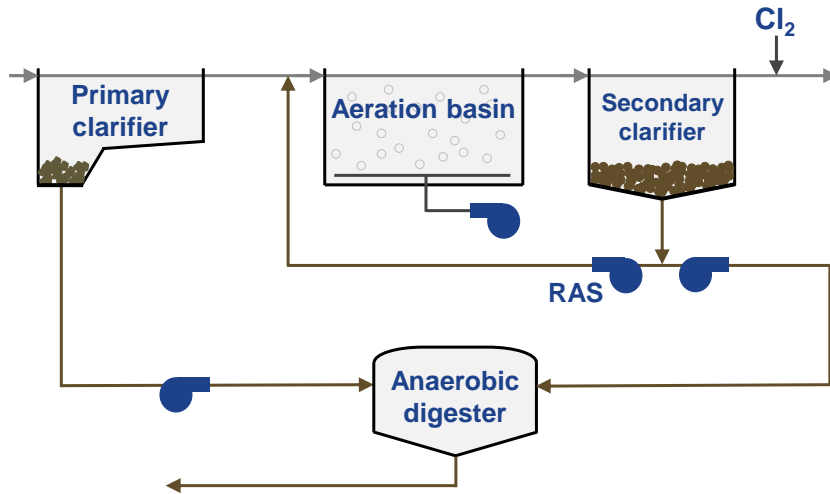 Cl₂
Primary
clarifier
Aeration basin
Secondary
clarifier
RAS
Anaerobic
digester